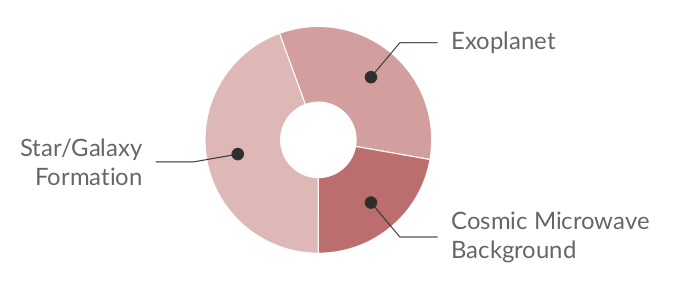 Exoplanet
Star/Galaxy
Formation
Cosmic Microwave
Background